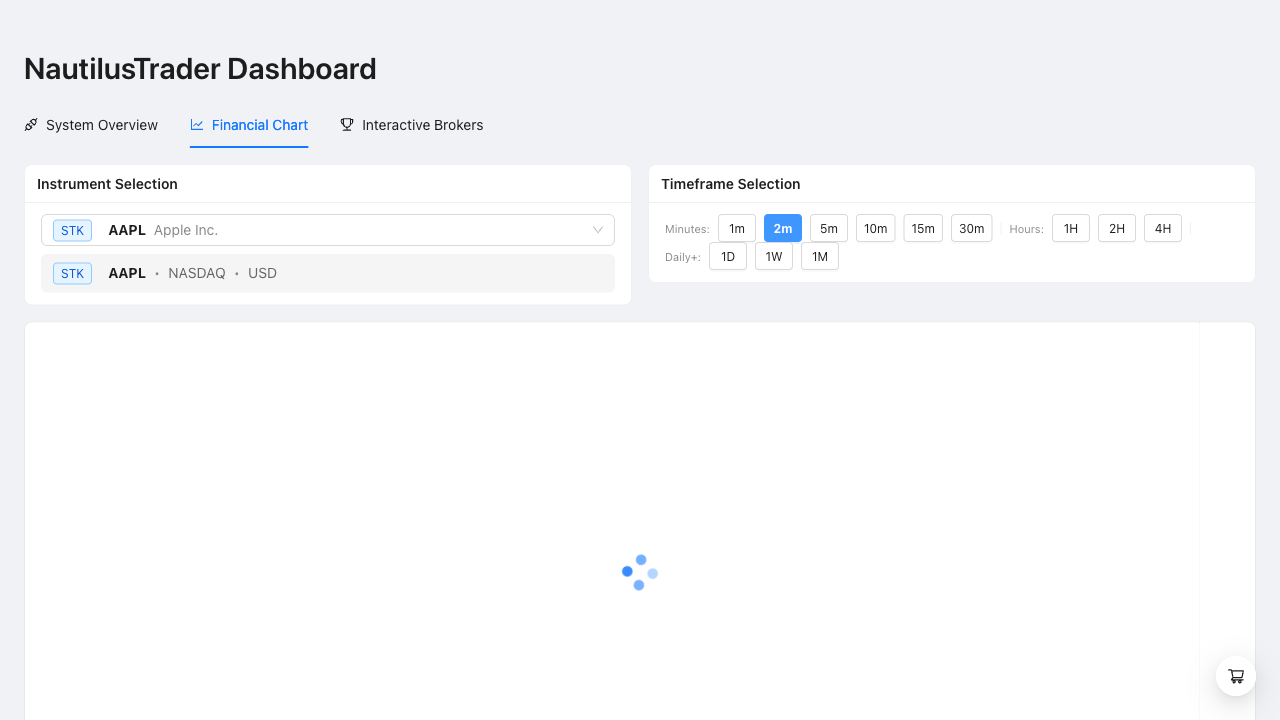 NautilusTrader Dashboard
System Overview
Financial Chart
Interactive Brokers
Instrument Selection
STK AAPL Apple Inc.
STK AAPL • NASDAQ • USD
Timeframe Selection
Minutes: 1m 2m 5m 10m 15m 30m Hours: 1H 2H 4H
Daily+: 1D 1W 1M